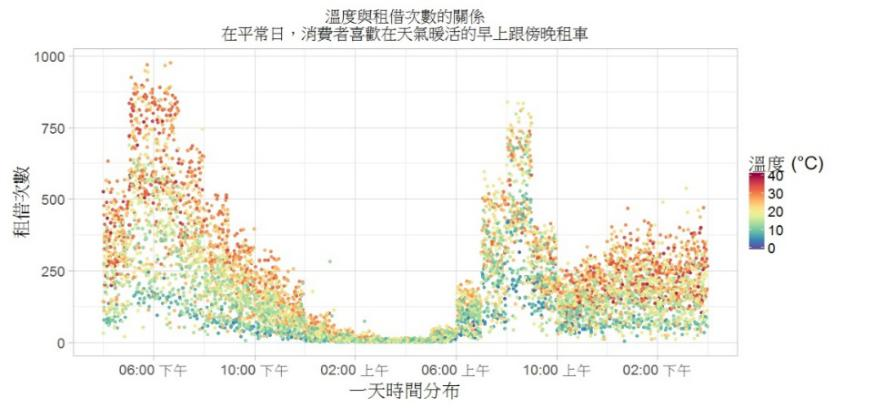 溫度與租借次數的關係
在平常日，消費者喜歡在天氣暖活的早上跟傍晚租車
1000
750
500
250
0
租借次數
06:00 下午
10:00 下午
02:00 上午
06:00 上午
10:00 上午
02:00 下午
一天時間分布
溫度 (°C)
40
30
20
10
0